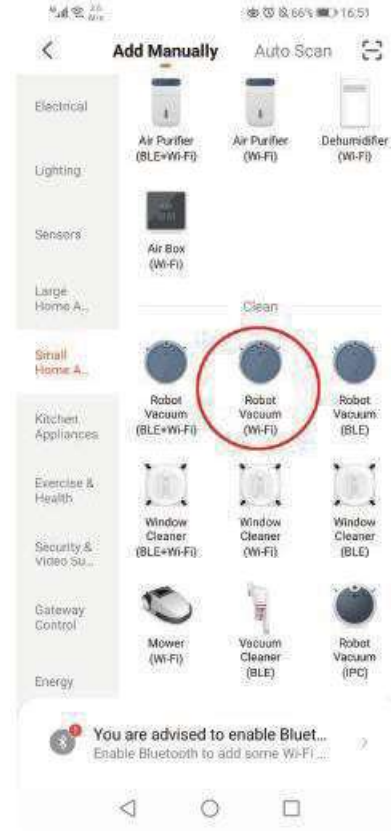 66% 16:51
Add Manually Auto Scan
Electrical
Lighting
Sensors
Large
Home A...
Small
Home A...
Kitchen
Appliances
Exercise &
Health
Security &
Video Su...
Gateway
Control
Energy
Air Purifier
(BLE+Wi-Fi)
Air Purifier
(Wi-Fi)
Dehumidifier
(Wi-Fi)
Air Box
(Wi-Fi)
Clean
Robot
Vacuum
(BLE+Wi-Fi)
Robot
Vacuum
(Wi-Fi)
Robot
Vacuum
(BLE)
Window
Cleaner
(BLE+Wi-Fi)
Window
Cleaner
(Wi-Fi)
Window
Cleaner
(BLE)
Mower
(Wi-Fi)
Vacuum
Cleaner
(BLE)
Robot
Vacuum
(IPC)
You are advised to enable Bluet...
Enable Bluetooth to add some Wi-Fi ...